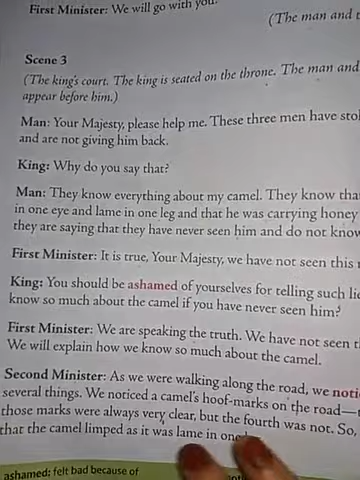 First Minister: We will go with you.
(The man and
Scene 3
(The king's court. The king is seated on the throne. The man and
appear before him.)
Man: Your Majesty, please help me. These three men have
and are not giving him back.
King: Why do you say that?
Man: They know everything about my camel. They know
in one eye and lame in one leg and that he was carrying honey
they are saying that they have never seen him and do not
First Minister: It is true, Your Majesty, we have not seen this
King: You should be ashamed of yourselves for telling such
know so much about the camel if you have never seen him?
First Minister: We are speaking the truth. We have not seen
We will explain how we know so much about the camel.
Second Minister: As we were walking along the road, we
several things. We noticed a camel's hoof-marks on the road—
those marks were always very clear, but the fourth was not. So,
that the camel limped as it was lame in one
ashamed: felt bad because of